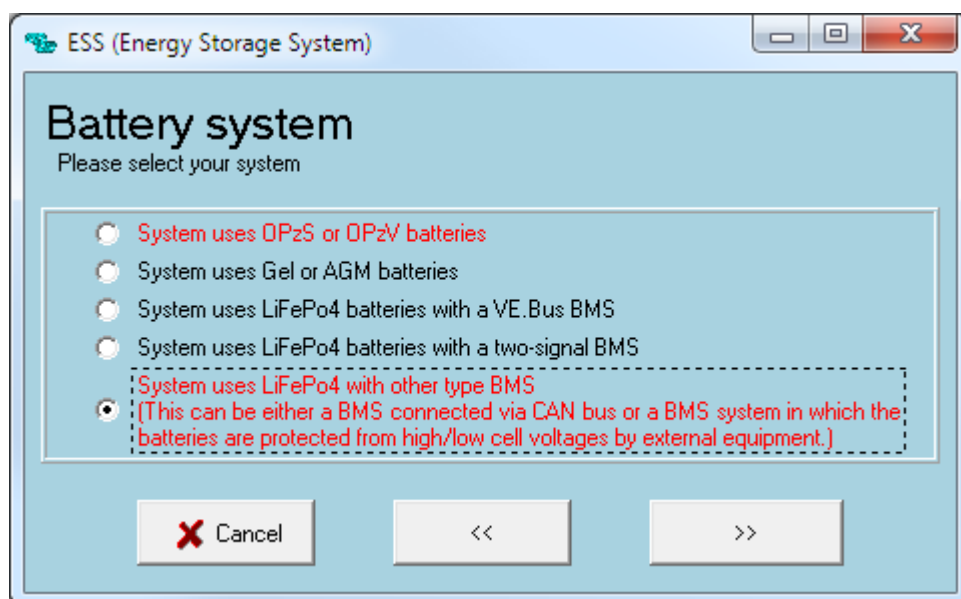 ESS (Energy Storage System)
Battery system
Please select your system
System uses OPzS or OPzV batteries
System uses Gel or AGM batteries
System uses LiFePo4 batteries with a VE.Bus BMS
System uses LiFePo4 batteries with a two-signal BMS
System uses LiFePo4 with other type BMS
(This can be either a BMS connected via CAN bus or a BMS system in which the
batteries are protected from high/low cell voltages by external equipment.)
Cancel << >>